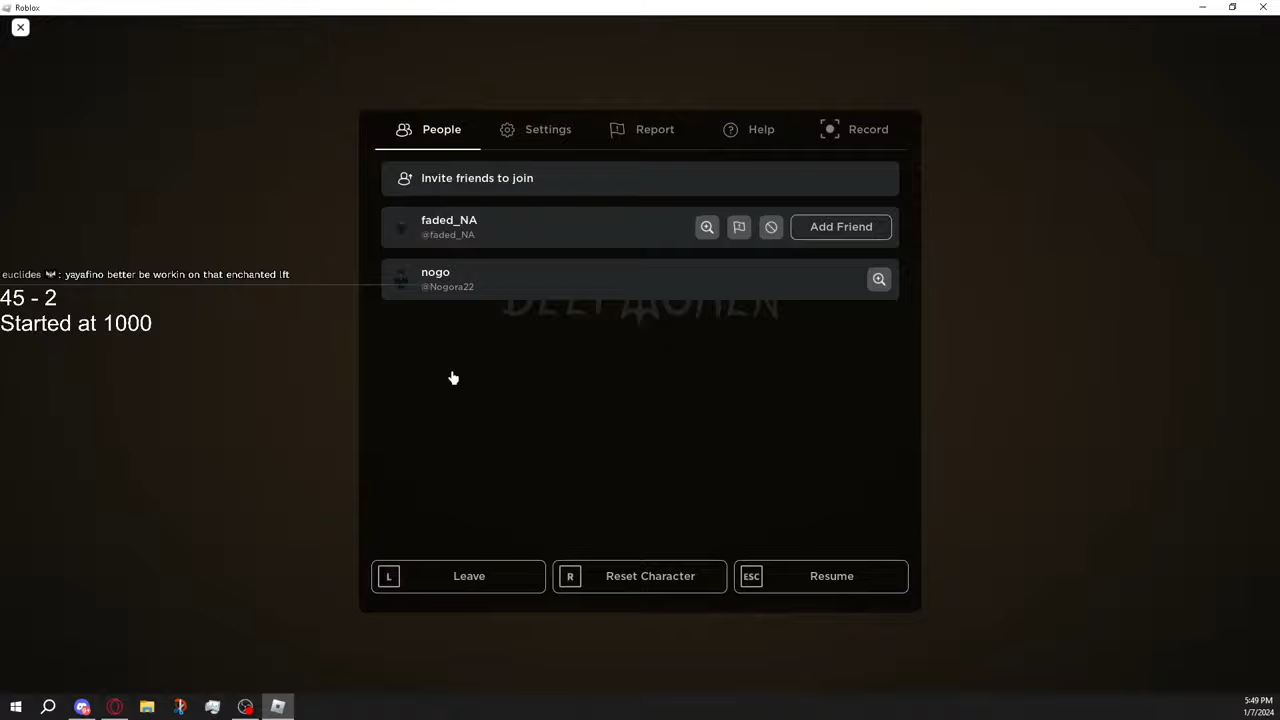 Roblox
People
Settings
Report
Help
Record
Invite friends to join
faded_NA
@faded_NA
Add Friend
nogo
@Nogora22
DEEPWOKEN
euclides : yayafino better be workin on that enchanted lft
45 - 2
Started at 1000
L
Leave
R
Reset Character
ESC
Resume
5:49 PM
1/7/2024